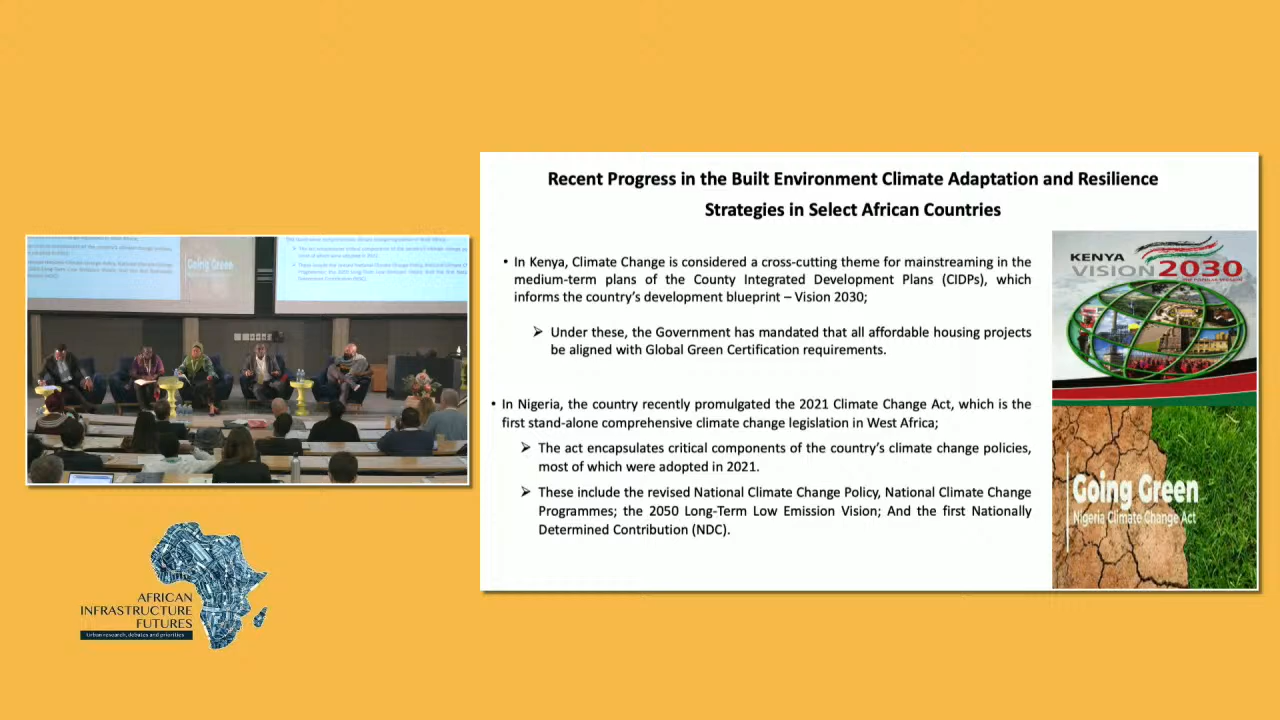 Recent Progress in the Built Environment Climate Adaptation and Resilience
Strategies in Select African Countries
• In Kenya, Climate Change is considered a cross-cutting theme for mainstreaming in the
medium-term plans of the County Integrated Development Plans (CIDPs), which
informs the country's development blueprint – Vision 2030;
➢ Under these, the Government has mandated that all affordable housing projects
be aligned with Global Green Certification requirements.
• In Nigeria, the country recently promulgated the 2021 Climate Change Act, which is the
first stand-alone comprehensive climate change legislation in West Africa;
➢ The act encapsulates critical components of the country's climate change policies,
most of which were adopted in 2021.
➢ These include the revised National Climate Change Policy, National Climate Change
Programmes; the 2050 Long-Term Low Emission Vision; And the first Nationally
Determined Contribution (NDC).
KENYA
VISION 2030
Going Green
Nigeria Climate Change Act
Going Green
AFRICAN
INFRASTRUCTURE
FUTURES
Urban research, debates and priorities